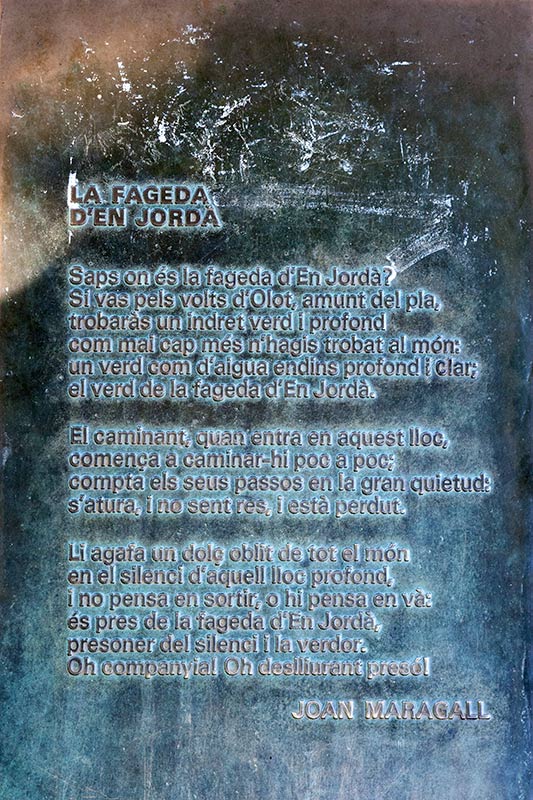 LA FAGEDA
D'EN JORDÀ
Saps on és la fageda d'En Jordà?
Si vas pels volts d'Olot, amunt del pla,
trobaràs un indret verd i profond
com mai cap més n'hagis trobat al món:
un verd com d'aigua endins profond i clar;
el verd de la fageda d'En Jordà.
El caminant, quan entra en aquest lloc,
comença a caminar-hi poc a poc;
compta els seus passos en la gran quietud:
s'atura, i no sent res, i està perdut.
Li agafa un dolç oblit de tot el món
en el silenci d'aquell lloc profond,
i no pensa en sortir, o hi pensa en và:
és pres de la fageda d'En Jordà,
presoner del silenci i la verdor.
Oh companyia! Oh deslliurant presó!
JOAN MARAGALL